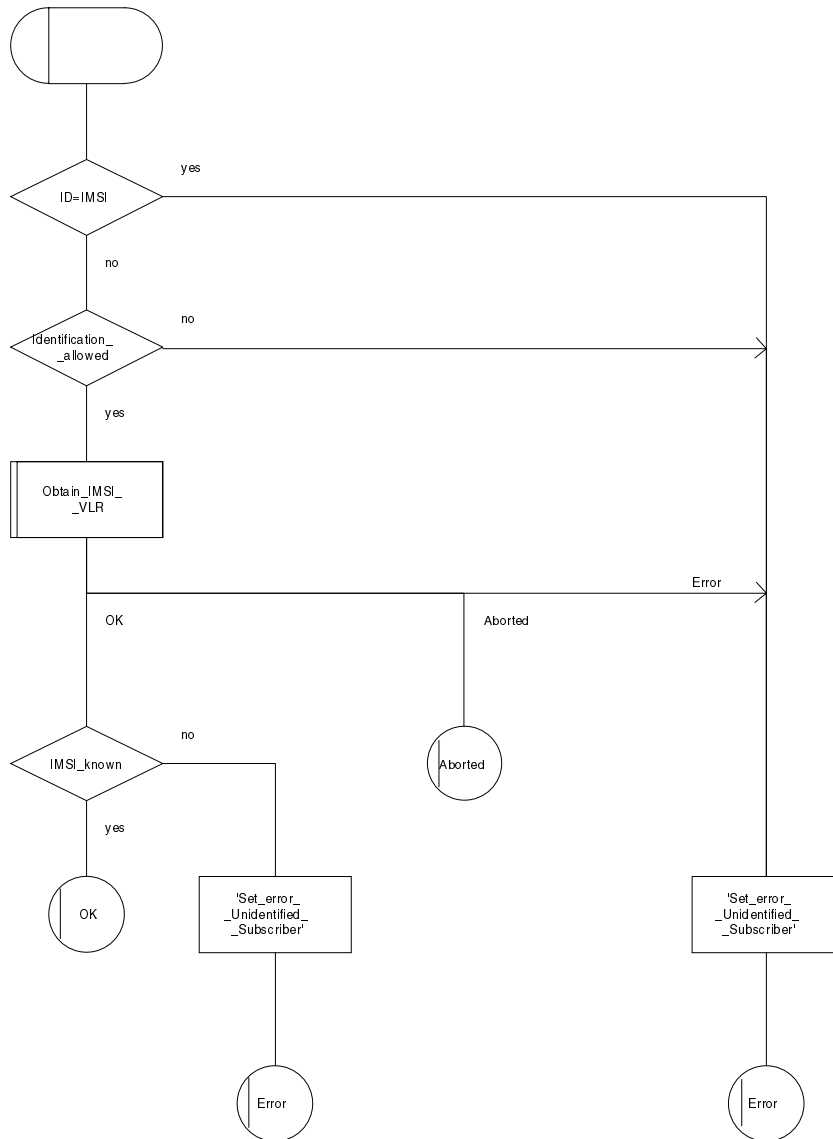 yes
ID=IMSI
no
Identification_
_allowed
no
yes
Obtain_IMSI_
_VLR
Error
OK
Aborted
no
IMSI_known
Aborted
yes
OK
'Set_error_
_Unidentified_
_Subscriber'
'Set_error_
_Unidentified_
_Subscriber'
Error
Error